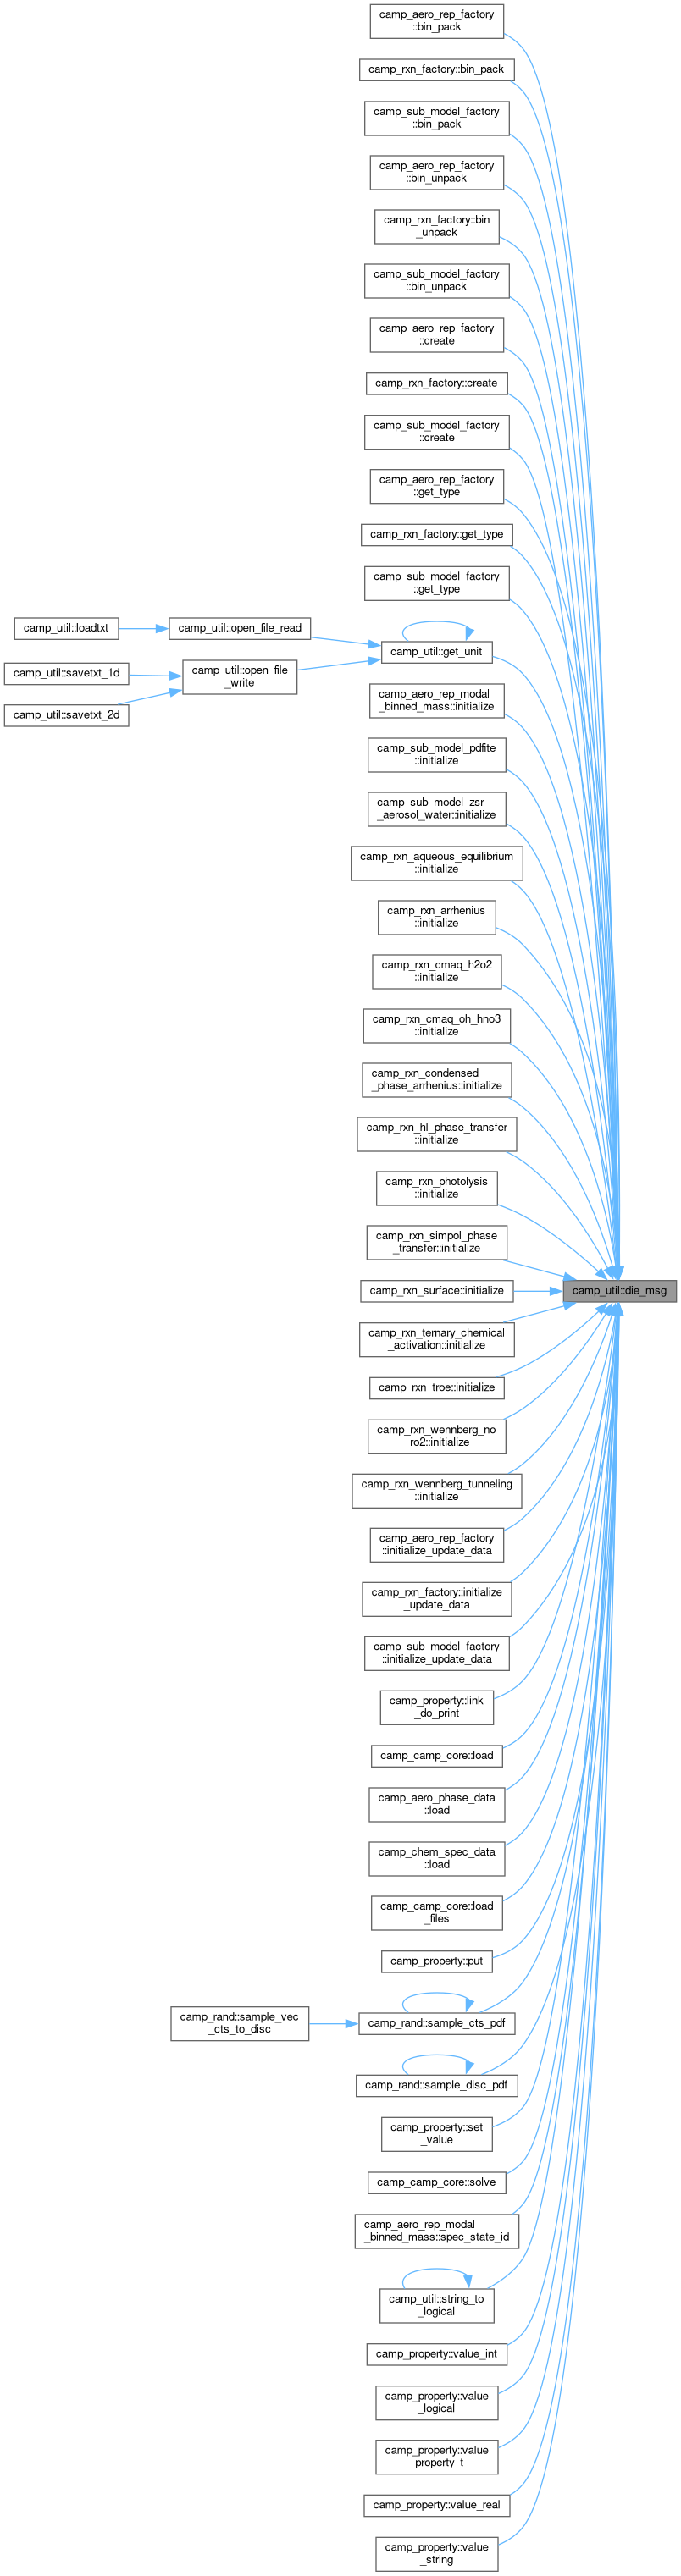 camp_aero_rep_factory
::bin_pack
camp_rxn_factory::bin_pack
camp_sub_model_factory
::bin_pack
camp_aero_rep_factory
::bin_unpack
camp_rxn_factory::bin
_unpack
camp_sub_model_factory
::bin_unpack
camp_aero_rep_factory
::create
camp_rxn_factory::create
camp_sub_model_factory
::create
camp_aero_rep_factory
::get_type
camp_rxn_factory::get_type
camp_sub_model_factory
::get_type
camp_util::loadtxt
camp_util::open_file_read
camp_util::get_unit
camp_util::savetxt_1d
camp_util::open_file
_write
camp_util::savetxt_2d
camp_aero_rep_modal
_binned_mass::initialize
camp_sub_model_pdfite
::initialize
camp_sub_model_zsr
_aerosol_water::initialize
camp_rxn_aqueous_equilibrium
::initialize
camp_rxn_arrhenius
::initialize
camp_rxn_cmaq_h2o2
::initialize
camp_rxn_cmaq_oh_hno3
::initialize
camp_rxn_condensed
_phase_arrhenius::initialize
camp_rxn_hl_phase_transfer
::initialize
camp_rxn_photolysis
::initialize
camp_rxn_simpol_phase
_transfer::initialize
camp_rxn_surface::initialize
camp_util::die_msg
camp_rxn_ternary_chemical
_activation::initialize
camp_rxn_troe::initialize
camp_rxn_wennberg_no
_ro2::initialize
camp_rxn_wennberg_tunneling
::initialize
camp_aero_rep_factory
::initialize_update_data
camp_rxn_factory::initialize
_update_data
camp_sub_model_factory
::initialize_update_data
camp_property::link
_do_print
camp_camp_core::load
camp_aero_phase_data
::load
camp_chem_spec_data
::load
camp_camp_core::load
_files
camp_property::put
camp_rand::sample_vec
_cts_to_disc
camp_rand::sample_cts_pdf
camp_rand::sample_disc_pdf
camp_property::set
_value
camp_camp_core::solve
camp_aero_rep_modal
_binned_mass::spec_state_id
camp_util::string_to
_logical
camp_property::value_int
camp_property::value
_logical
camp_property::value
_property_t
camp_property::value_real
camp_property::value
_string